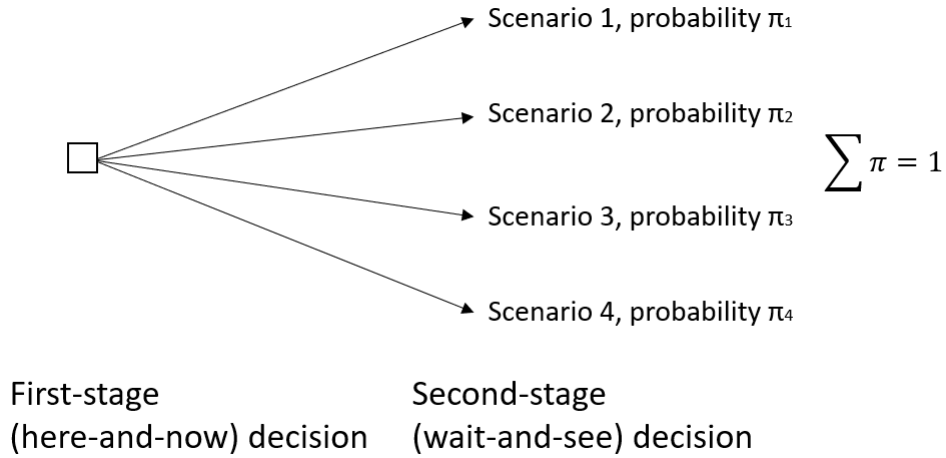 Scenario 1, probability π₁
Scenario 2, probability π₂
∑ π = 1
Scenario 3, probability π₃
Scenario 4, probability π₄
First-stage
(here-and-now) decision
Second-stage
(wait-and-see) decision